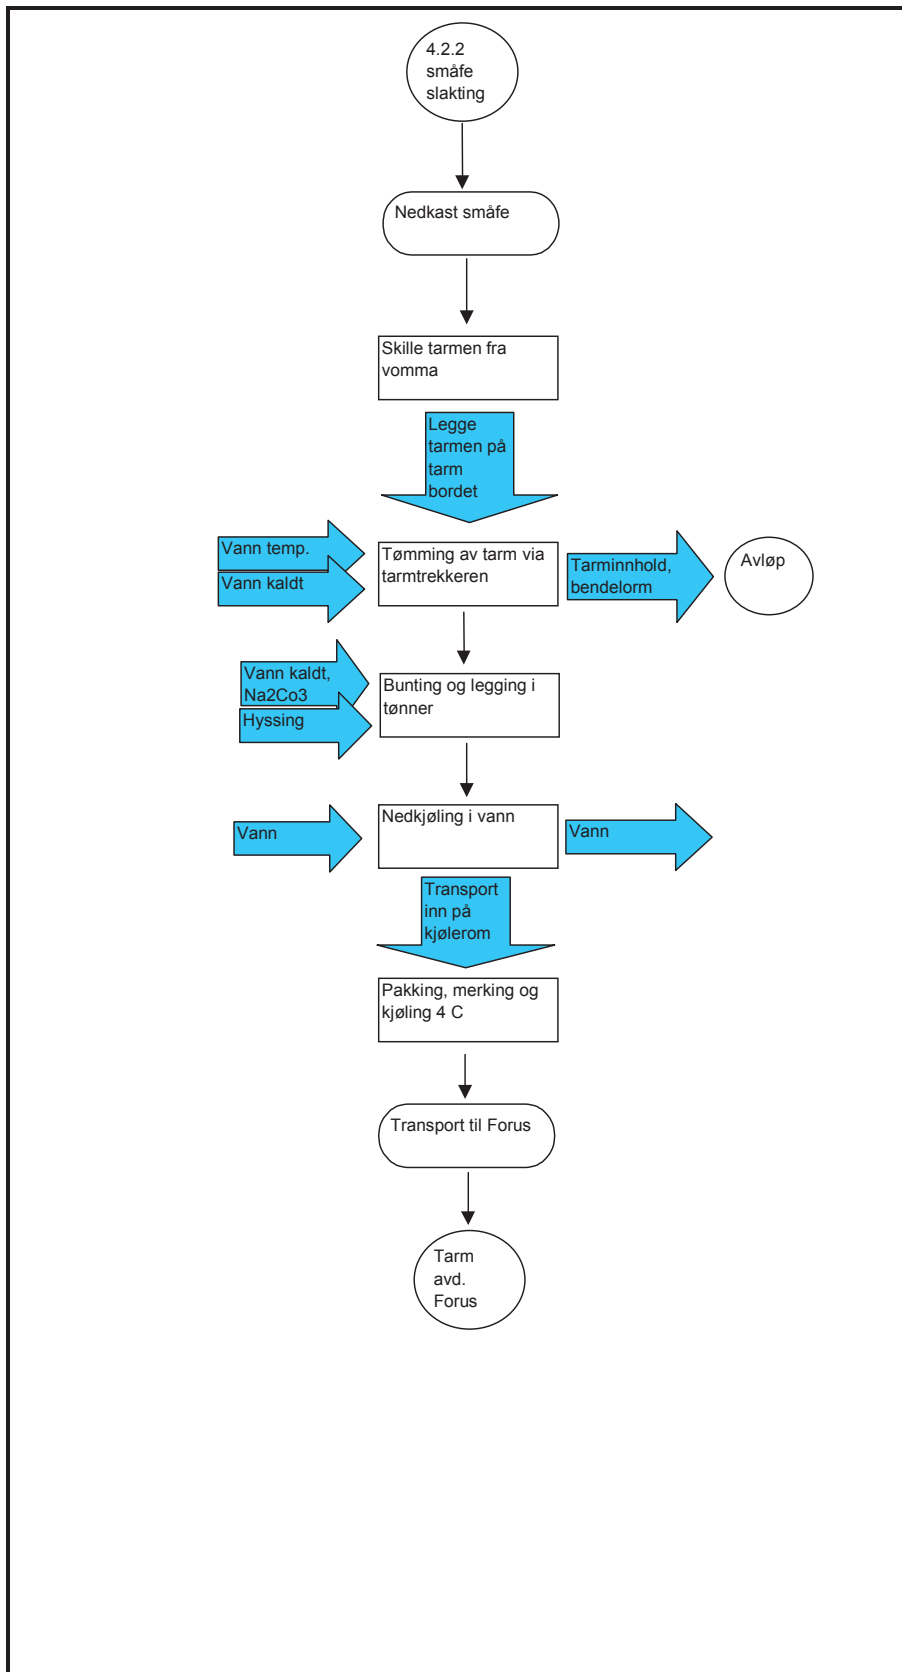 4.2.2
småfe
slakting
Nedkast småfe
Skille tarmen fra
vomma
Legge
tarmen på
tarm
bordet
Vann temp.
Vann kaldt
Tømming av tarm via
tarmtrekkeren
Tarminnhold,
bendelorm
Avløp
Vann kaldt,
Na2Co3
Hyssing
Bunting og legging i
tønner
Vann
Nedkjøling i vann
Vann
Transport
inn på
kjølerom
Pakking, merking og
kjøling 4 C
Transport til Forus
Tarm
avd.
Forus